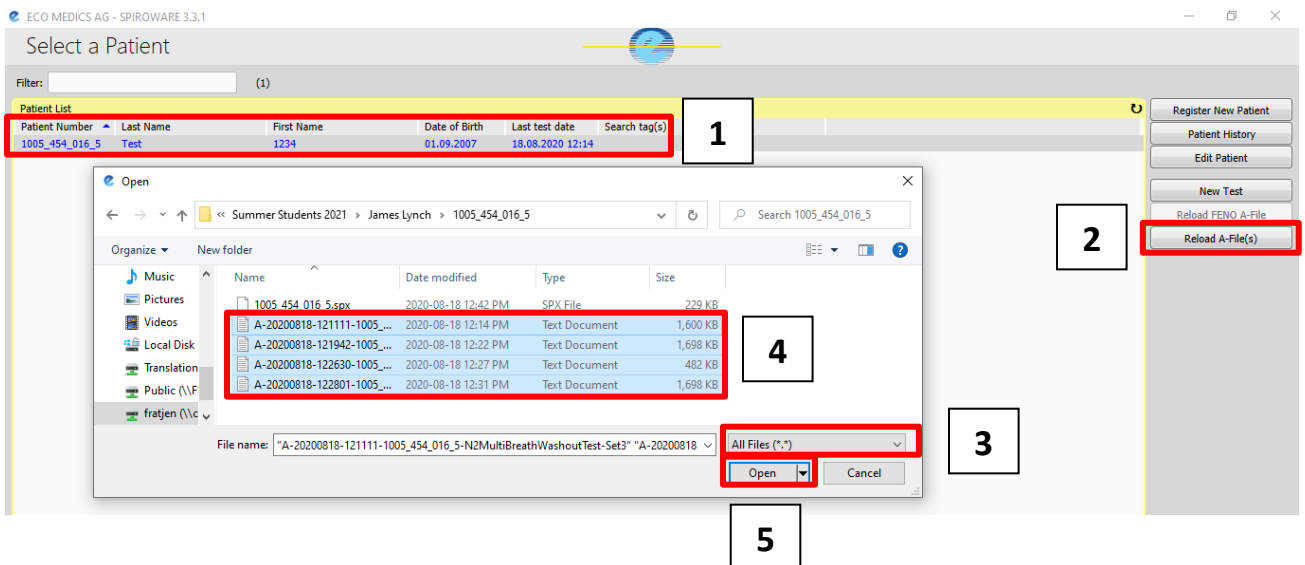 ECO MEDICS AG - SPIROWARE 3.3.1
Select a Patient
Filter: (1)
Patient List
Patient Number Last Name First Name Date of Birth Last test date Search tag(s)
1005_454_016_5 Test 1234 01.09.2007 18.08.2020 12:14
1
Register New Patient
Patient History
Edit Patient
New Test
Reload FENO A-File
Reload A-File(s)
2
Open
« Summer Students 2021 › James Lynch › 1005_454_016_5
Search 1005_454_016_5
Organize New folder
Music
Pictures
Videos
Local Disk
Translation
Public (\\F
fratjen (\\c
Name Date modified Type Size
1005_454_016_5.spx 2020-08-18 12:42 PM SPX File 229 KB
A-20200818-121111-1005_... 2020-08-18 12:14 PM Text Document 1,600 KB
A-20200818-121942-1005_... 2020-08-18 12:22 PM Text Document 1,698 KB
A-20200818-122630-1005_... 2020-08-18 12:27 PM Text Document 482 KB
A-20200818-122801-1005_... 2020-08-18 12:31 PM Text Document 1,698 KB
4
File name: "A-20200818-121111-1005_454_016_5-N2MultiBreathWashoutTest-Set3" "A-20200818
All Files (*.*)
3
Open Cancel
5